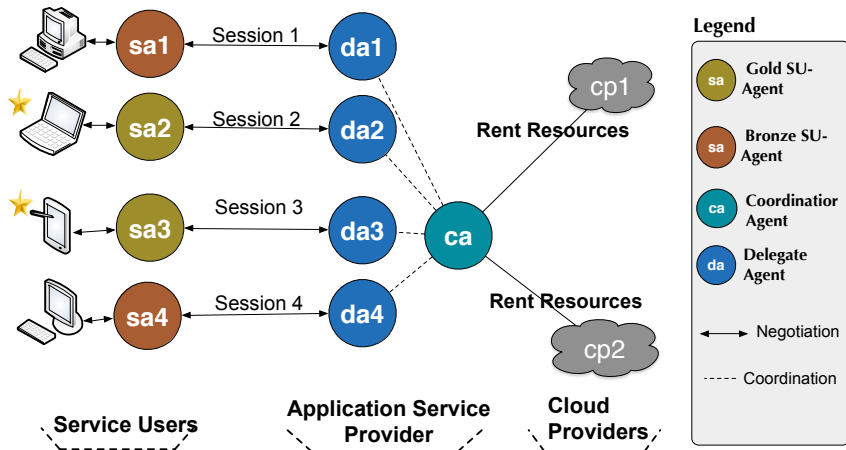 sa1
Session 1
da1
sa2
Session 2
da2
sa3
Session 3
da3
sa4
Session 4
da4
ca
cp1
Rent Resources
Rent Resources
cp2
Service Users
Application Service
Provider
Cloud
Providers
Legend
sa
Gold SU-
Agent
sa
Bronze SU-
Agent
ca
Coordinatior
Agent
da
Delegate
Agent
Negotiation
Coordination